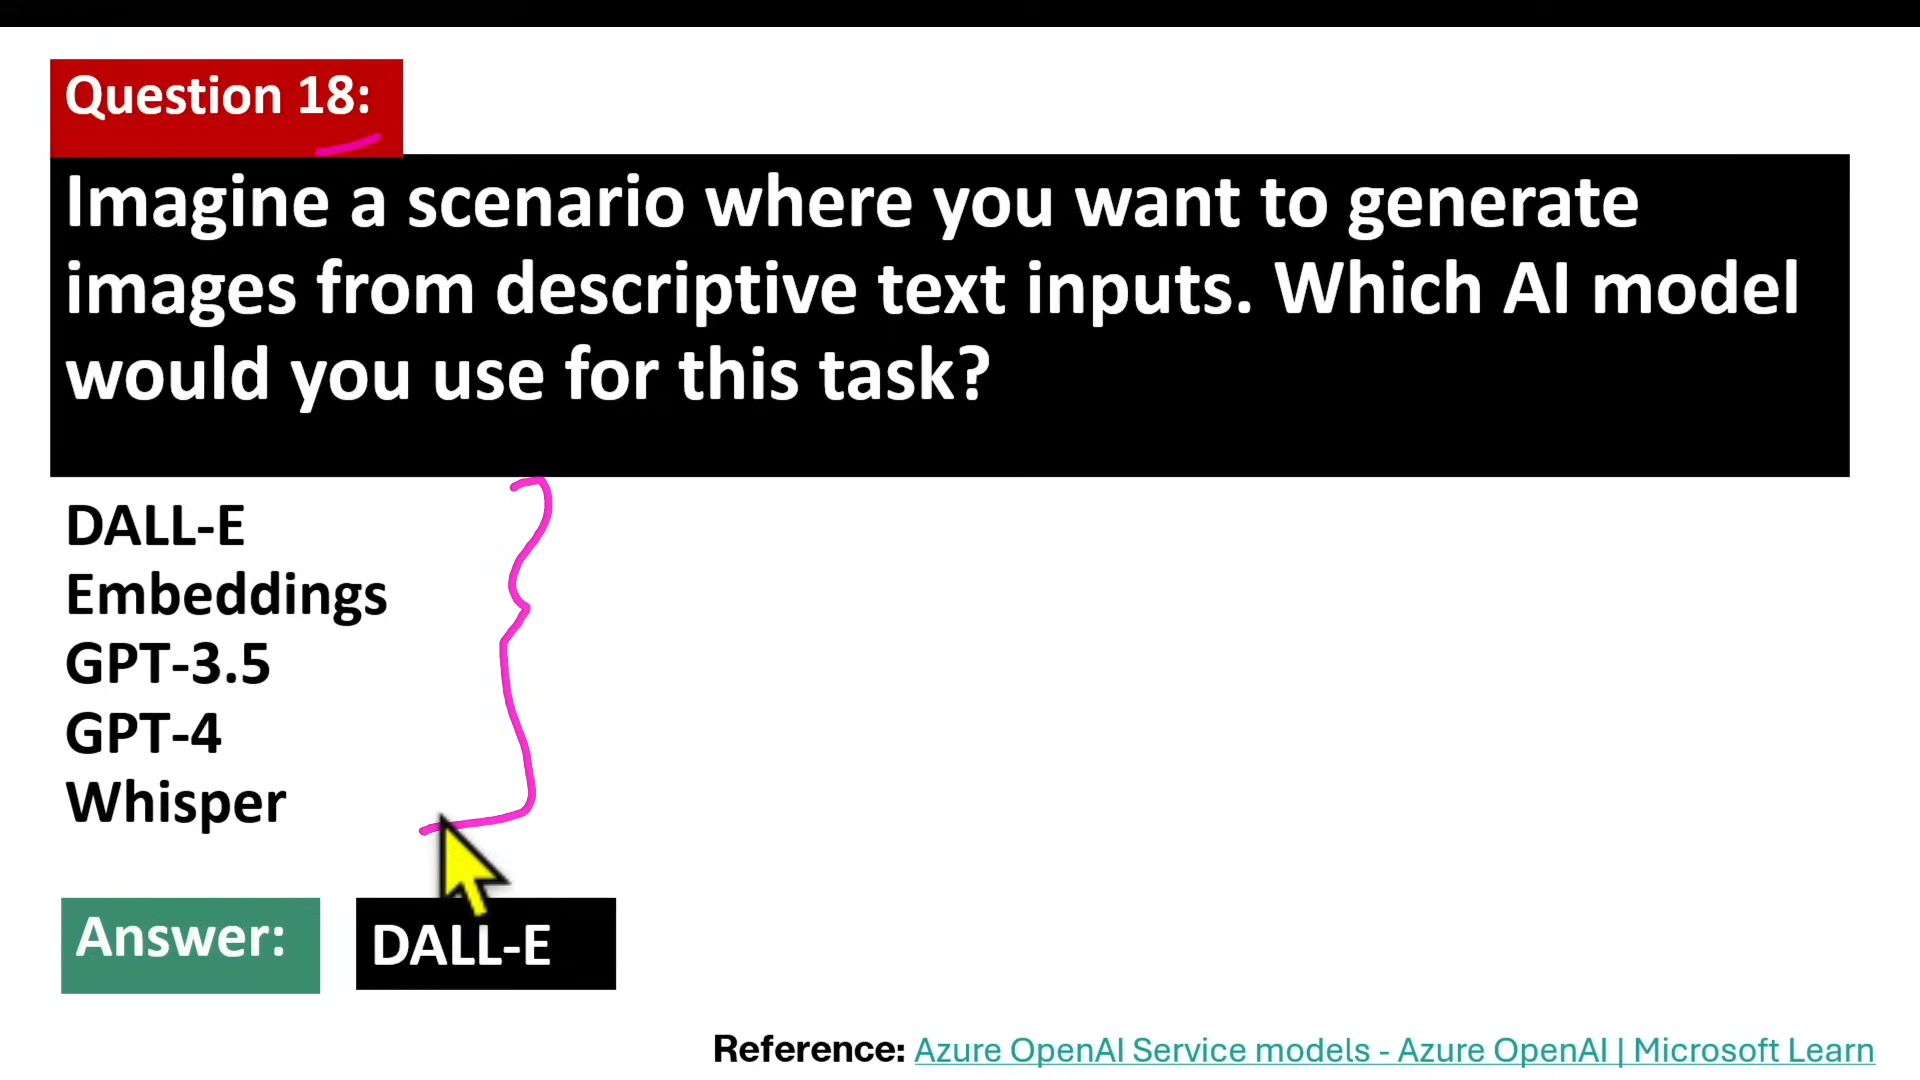 Question 18:
Imagine a scenario where you want to generate
images from descriptive text inputs. Which AI model
would you use for this task?
DALL-E
Embeddings
GPT-3.5
GPT-4
Whisper
Answer: DALL-E
Reference: Azure OpenAI Service models - Azure OpenAI | Microsoft Learn